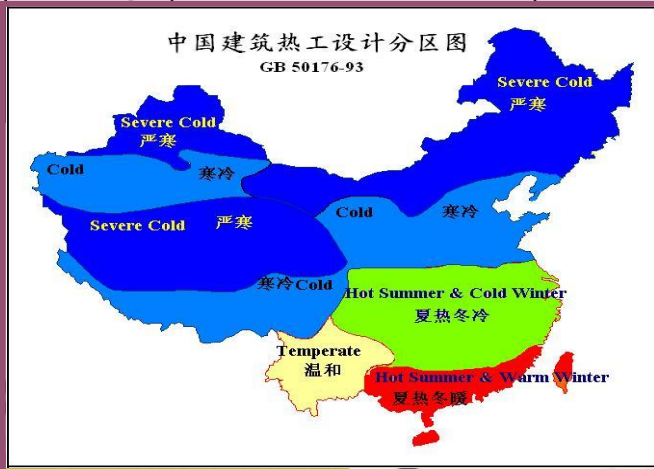 中国建筑热工设计分区图
GB 50176-93
Severe Cold
严寒
Severe Cold
严寒
Cold
寒冷
Cold
寒冷
Severe Cold 严寒
寒冷Cold
Hot Summer & Cold Winter
夏热冬冷
Temperate
温和
Hot Summer & Warm Winter
夏热冬暖